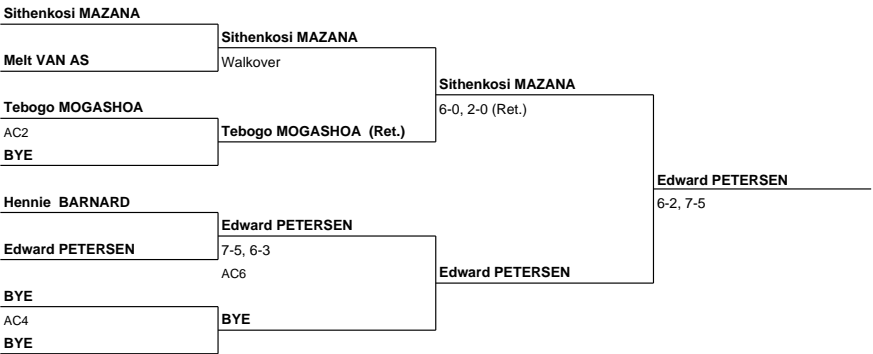 Sithenkosi MAZANA
Sithenkosi MAZANA
Melt VAN AS
Walkover
Sithenkosi MAZANA
Tebogo MOGASHOA
6-0, 2-0 (Ret.)
AC2
Tebogo MOGASHOA (Ret.)
BYE
Edward PETERSEN
Hennie BARNARD
6-2, 7-5
Edward PETERSEN
Edward PETERSEN
7-5, 6-3
AC6
Edward PETERSEN
BYE
AC4
BYE
BYE